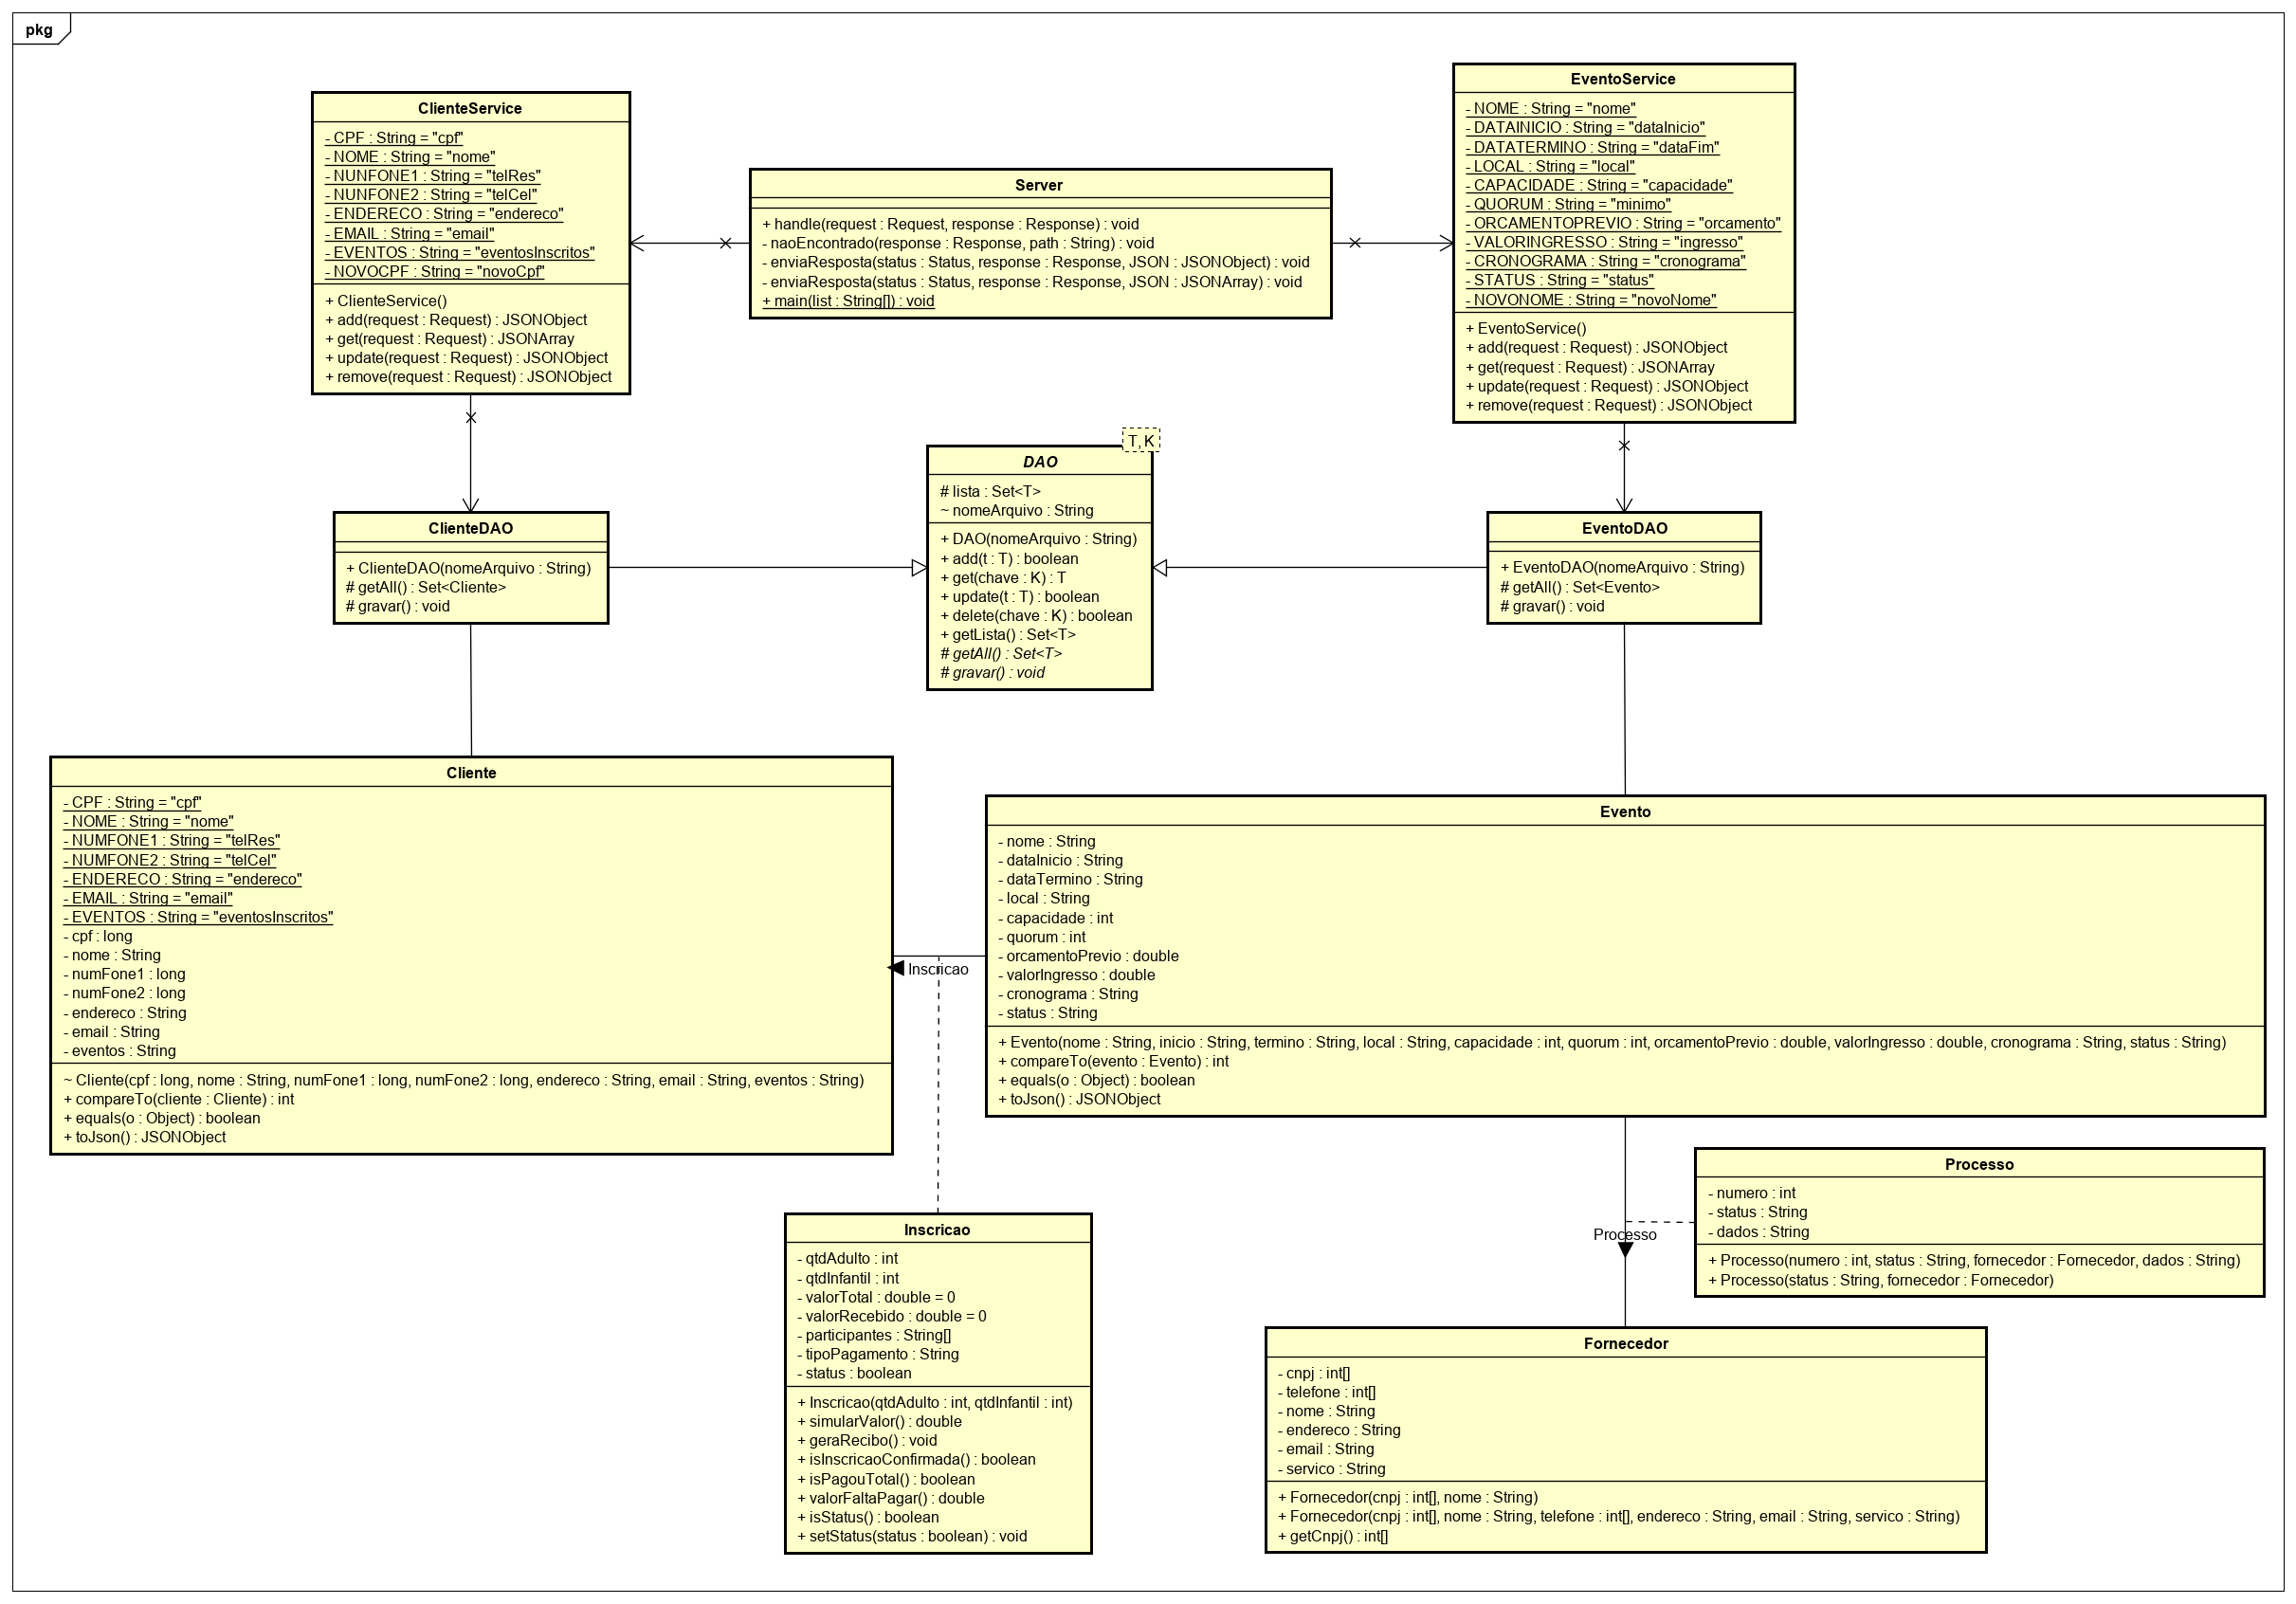 pkg
ClienteService
- CPF : String = "cpf"
- NOME : String = "nome"
- NUNFONE1 : String = "telRes"
- NUNFONE2 : String = "telCel"
- ENDERECO : String = "endereco"
- EMAIL : String = "email"
- EVENTOS : String = "eventosInscritos"
- NOVOCPF : String = "novoCpf"
+ ClienteService()
+ add(request : Request) : JSONObject
+ get(request : Request) : JSONArray
+ update(request : Request) : JSONObject
+ remove(request : Request) : JSONObject
Server
+ handle(request : Request, response : Response) : void
- naoEncontrado(response : Response, path : String) : void
- enviaResposta(status : Status, response : Response, JSON : JSONObject) : void
- enviaResposta(status : Status, response : Response, JSON : JSONArray) : void
+ main(list : String[]) : void
EventoService
- NOME : String = "nome"
- DATAINICIO : String = "dataInicio"
- DATATERMINO : String = "dataFim"
- LOCAL : String = "local"
- CAPACIDADE : String = "capacidade"
- QUORUM : String = "minimo"
- ORCAMENTOPREVIO : String = "orcamento"
- VALORINGRESSO : String = "ingresso"
- CRONOGRAMA : String = "cronograma"
- STATUS : String = "status"
- NOVONOME : String = "novoNome"
+ EventoService()
+ add(request : Request) : JSONObject
+ get(request : Request) : JSONArray
+ update(request : Request) : JSONObject
+ remove(request : Request) : JSONObject
ClienteDAO
+ ClienteDAO(nomeArquivo : String)
# getAll() : Set<Cliente>
# gravar() : void
T, K
DAO
# lista : Set<T>
~ nomeArquivo : String
+ DAO(nomeArquivo : String)
+ add(t : T) : boolean
+ get(chave : K) : T
+ update(t : T) : boolean
+ delete(chave : K) : boolean
+ getLista() : Set<T>
# getAll() : Set<T>
# gravar() : void
EventoDAO
+ EventoDAO(nomeArquivo : String)
# getAll() : Set<Evento>
# gravar() : void
Cliente
- CPF : String = "cpf"
- NOME : String = "nome"
- NUMFONE1 : String = "telRes"
- NUMFONE2 : String = "telCel"
- ENDERECO : String = "endereco"
- EMAIL : String = "email"
- EVENTOS : String = "eventosInscritos"
- cpf : long
- nome : String
- numFone1 : long
- numFone2 : long
- endereco : String
- email : String
- eventos : String
~ Cliente(cpf : long, nome : String, numFone1 : long, numFone2 : long, endereco : String, email : String, eventos : String)
+ compareTo(cliente : Cliente) : int
+ equals(o : Object) : boolean
+ toJson() : JSONObject
Inscricao
Evento
- nome : String
- dataInicio : String
- dataTermino : String
- local : String
- capacidade : int
- quorum : int
- orcamentoPrevio : double
- valorIngresso : double
- cronograma : String
- status : String
+ Evento(nome : String, inicio : String, termino : String, local : String, capacidade : int, quorum : int, orcamentoPrevio : double, valorIngresso : double, cronograma : String, status : String)
+ compareTo(evento : Evento) : int
+ equals(o : Object) : boolean
+ toJson() : JSONObject
Processo
Processo
- numero : int
- status : String
- dados : String
+ Processo(numero : int, status : String, fornecedor : Fornecedor, dados : String)
+ Processo(status : String, fornecedor : Fornecedor)
Inscricao
- qtdAdulto : int
- qtdInfantil : int
- valorTotal : double = 0
- valorRecebido : double = 0
- participantes : String[]
- tipoPagamento : String
- status : boolean
+ Inscricao(qtdAdulto : int, qtdInfantil : int)
+ simularValor() : double
+ geraRecibo() : void
+ isInscricaoConfirmada() : boolean
+ isPagouTotal() : boolean
+ valorFaltaPagar() : double
+ isStatus() : boolean
+ setStatus(status : boolean) : void
Fornecedor
- cnpj : int[]
- telefone : int[]
- nome : String
- endereco : String
- email : String
- servico : String
+ Fornecedor(cnpj : int[], nome : String)
+ Fornecedor(cnpj : int[], nome : String, telefone : int[], endereco : String, email : String, servico : String)
+ getCnpj() : int[]